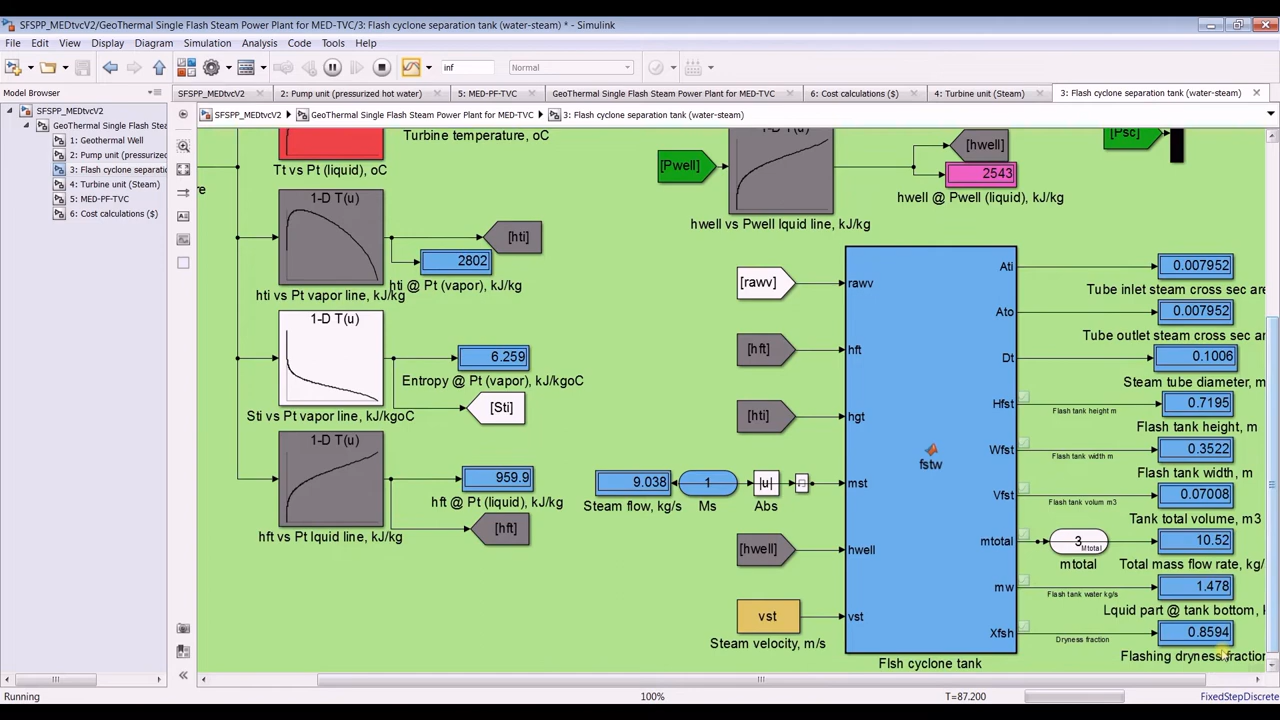 SFSPP_MEDtvcV2/GeoThermal Single Flash Steam Power Plant for MED-TVC/3: Flash cyclone separation tank (water-steam) * - Simulink
File Edit View Display Diagram Simulation Analysis Code Tools Help
inf Normal
Model Browser
SFSPP_MEDtvcV2
GeoThermal Single Flash Stea
1: Geothermal Well
2: Pump unit (pressurized
3: Flash cyclone separatio
4: Turbine unit (Steam)
5: MED-PF-TVC
6: Cost calculations ($)
SFSPP_MEDtvcV2 2: Pump unit (pressurized hot water) 5: MED-PF-TVC GeoThermal Single Flash Steam Power Plant for MED-TVC 6: Cost calculations ($) 4: Turbine unit (Steam) 3: Flash cyclone separation tank (water-steam)
SFSPP_MEDtvcV2 GeoThermal Single Flash Steam Power Plant for MED-TVC 3: Flash cyclone separation tank (water-steam)
Turbine temperature, oC
Tt vs Pt (liquid), oC
1-D T(u)
[hti]
2802
hti @ Pt (vapor), kJ/kg
hti vs Pt vapor line, kJ/kg
1-D T(u)
6.259
Entropy @ Pt (vapor), kJ/kgoC
[Sti]
Sti vs Pt vapor line, kJ/kgoC
1-D T(u)
959.9
hft @ Pt (liquid), kJ/kg
[hft]
hft vs Pt lquid line, kJ/kg
[Pwell]
[hwell]
2543
hwell @ Pwell (liquid), kJ/kg
hwell vs Pwell lquid line, kJ/kg
[Psc]
[rawv] rawv
[hft] hft
[hti] hgt
9.038 1 |u| mst
Steam flow, kg/s Ms Abs
[hwell] hwell
vst vst
Steam velocity, m/s
fstw
Flsh cyclone tank
Ati 0.007952
Tube inlet steam cross sec are
Ato 0.007952
Tube outlet steam cross sec ar
Dt 0.1006
Steam tube diameter, m
Hfst Flash tank height m 0.7195
Flash tank height, m
Wfst Flash tank width m 0.3522
Flash tank width, m
Vfst Flash tank volum m3 0.07008
Tank total volume, m3
mtotal 3 Mtotal 10.52
mtotal Total mass flow rate, kg/
mw Flash tank water kg/s 1.478
Lquid part @ tank bottom, k
Xfsh Dryness fraction 0.8594
Flashing dryness fraction
Running 100% T=87.200 FixedStepDiscrete